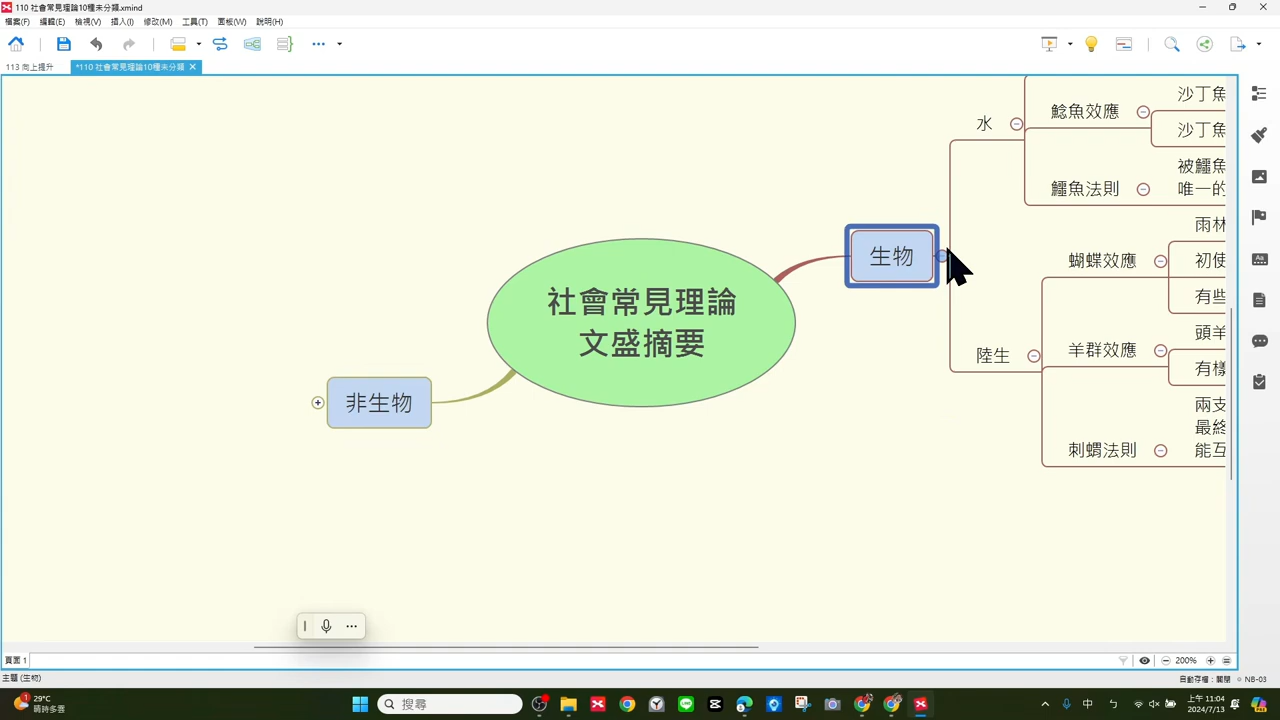 110 社會常見理論10種未分類.xmind
檔案(F) 編輯(E) 檢視(V) 插入(I) 修改(M) 工具(T) 面板(W) 說明(H)
113 向上提升
*110 社會常見理論10種未分類
社會常見理論
文盛摘要
非生物
生物
水
鯰魚效應
沙丁魚
沙丁魚
鱷魚法則
被鱷魚
唯一的
陸生
蝴蝶效應
雨林
初使
有些
羊群效應
頭羊
有樣
刺蝟法則
兩支
最終
能互
頁面 1
200%
主題 (生物)
自動存檔：關閉
NB-03
1
29°C
晴時多雲
搜尋
中
上午 11:04
2024/7/13